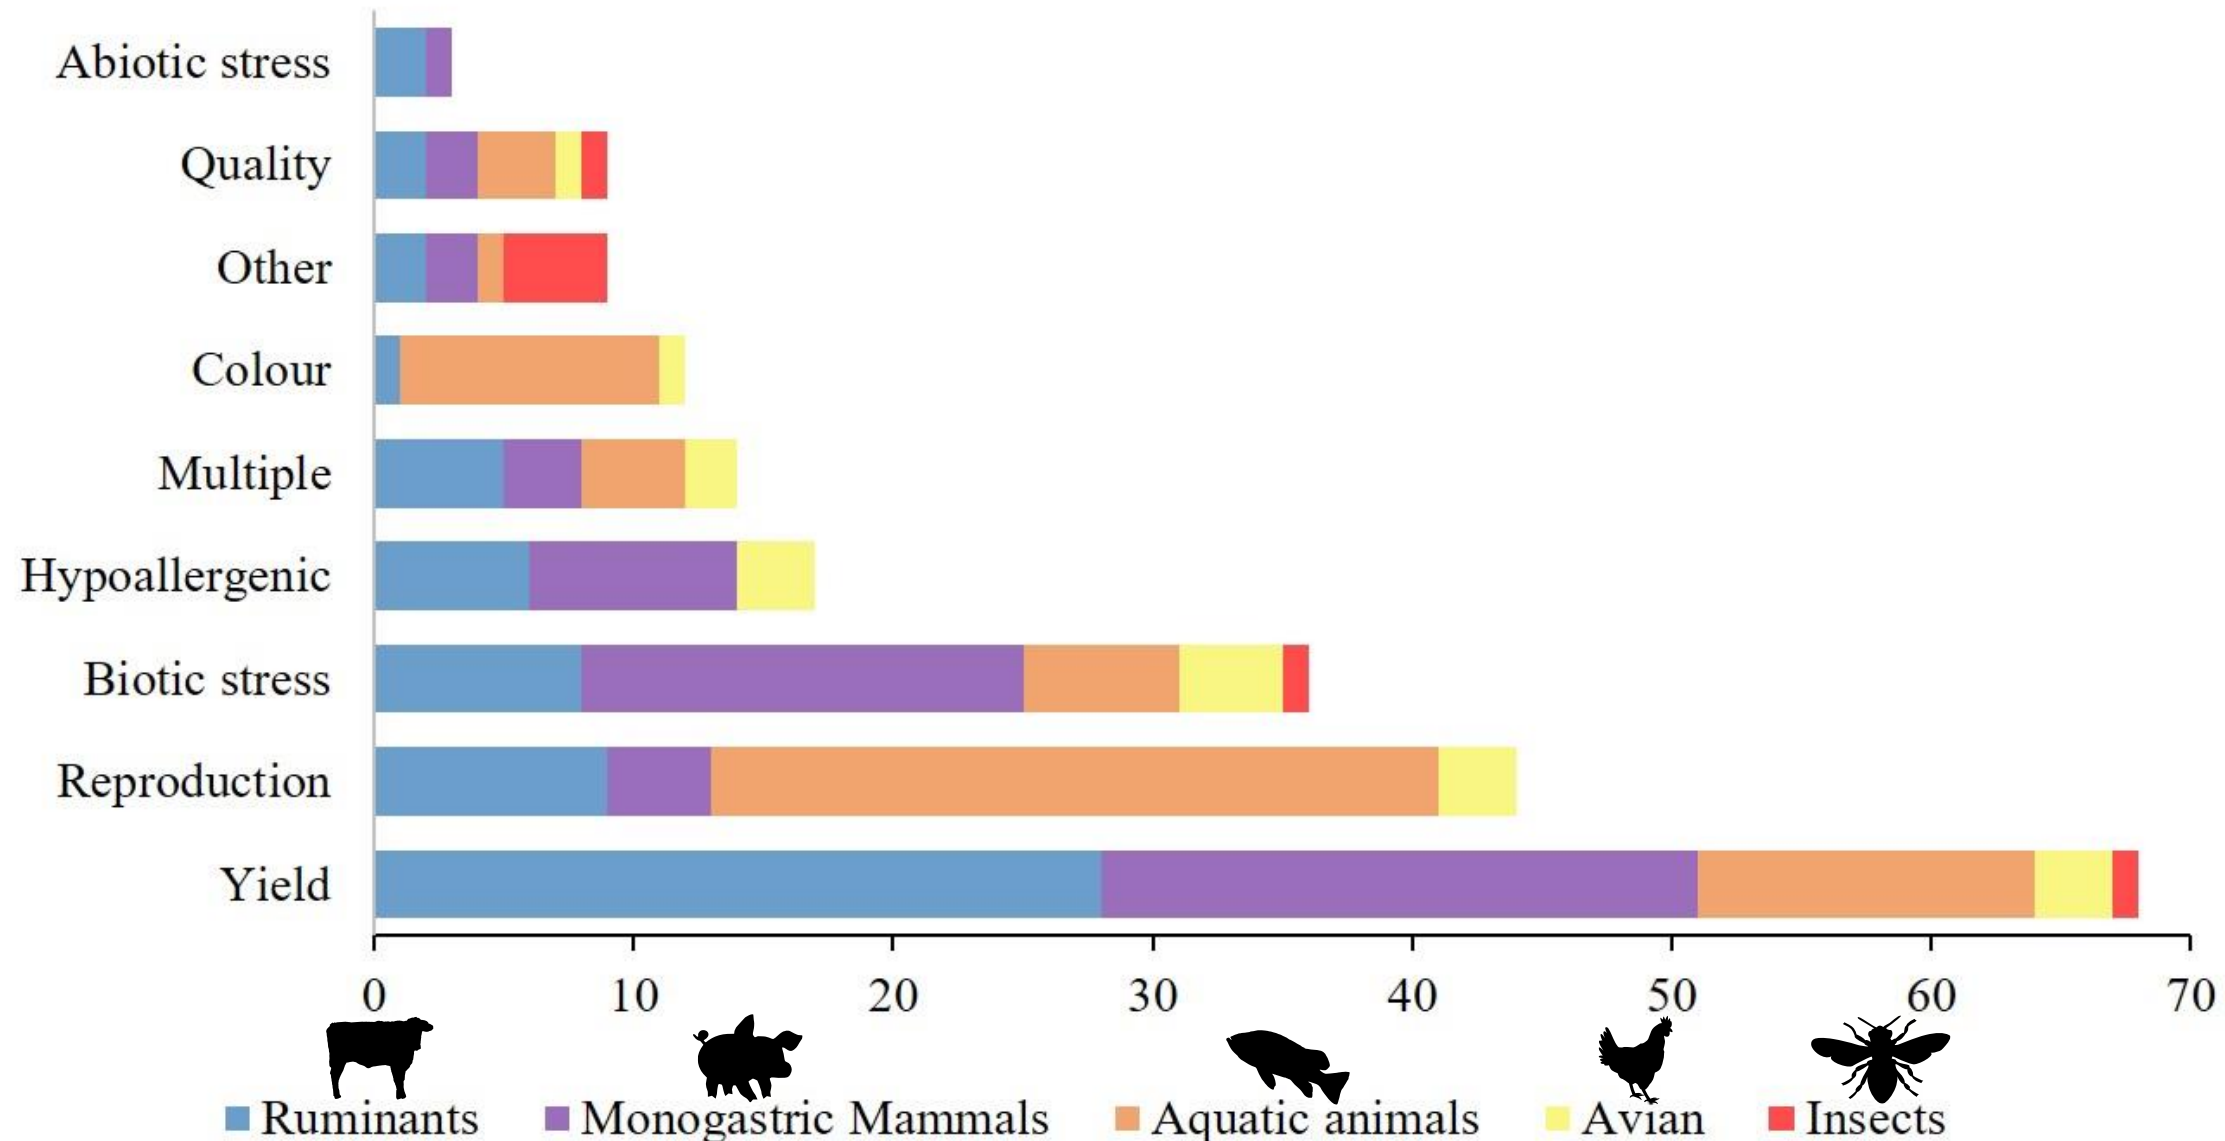 Abiotic stress
Quality
Other
Colour
Multiple
Hypoallergenic
Biotic stress
Reproduction
Yield
0 10 20 30 40 50 60 70
Ruminants Monogastric Mammals Aquatic animals Avian Insects